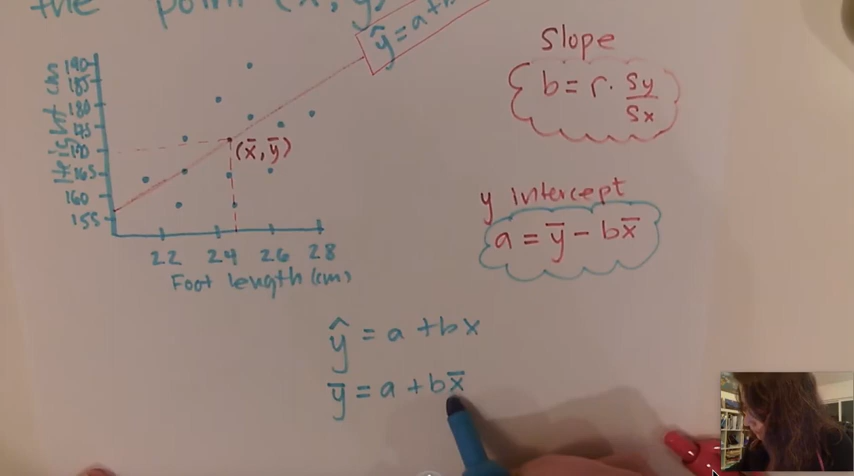 the point (x̄, ȳ)
ŷ = a + b
Height cm
190
185
180
175
170
165
160
155
(x̄, ȳ)
22 24 26 28
Foot length (cm)
Slope
b = r · sy/sx
y intercept
a = ȳ − bx̄
ŷ = a + bx
ȳ = a + bx̄